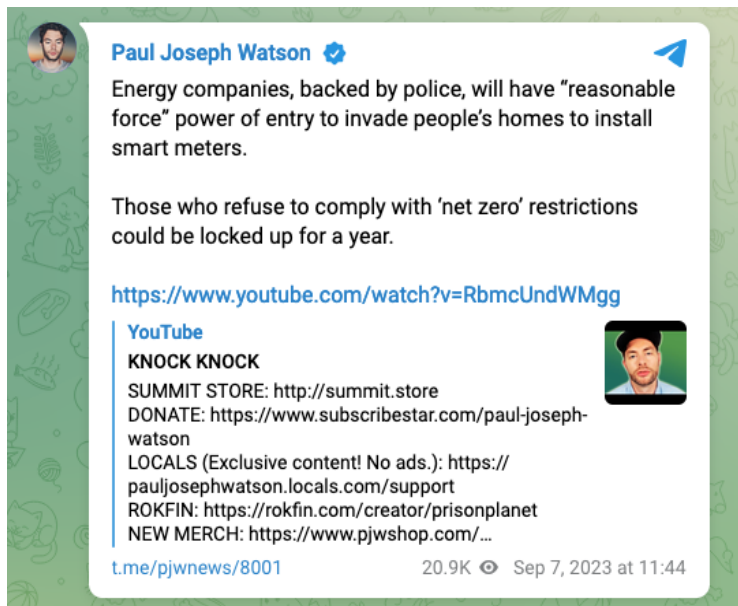 Paul Joseph Watson
Energy companies, backed by police, will have “reasonable
force” power of entry to invade people’s homes to install
smart meters.
Those who refuse to comply with ‘net zero’ restrictions
could be locked up for a year.
https://www.youtube.com/watch?v=RbmcUndWMgg
YouTube
KNOCK KNOCK
SUMMIT STORE: http://summit.store
DONATE: https://www.subscribestar.com/paul-joseph-
watson
LOCALS (Exclusive content! No ads.): https://
pauljosephwatson.locals.com/support
ROKFIN: https://rokfin.com/creator/prisonplanet
NEW MERCH: https://www.pjwshop.com/…
t.me/pjwnews/8001 20.9K Sep 7, 2023 at 11:44